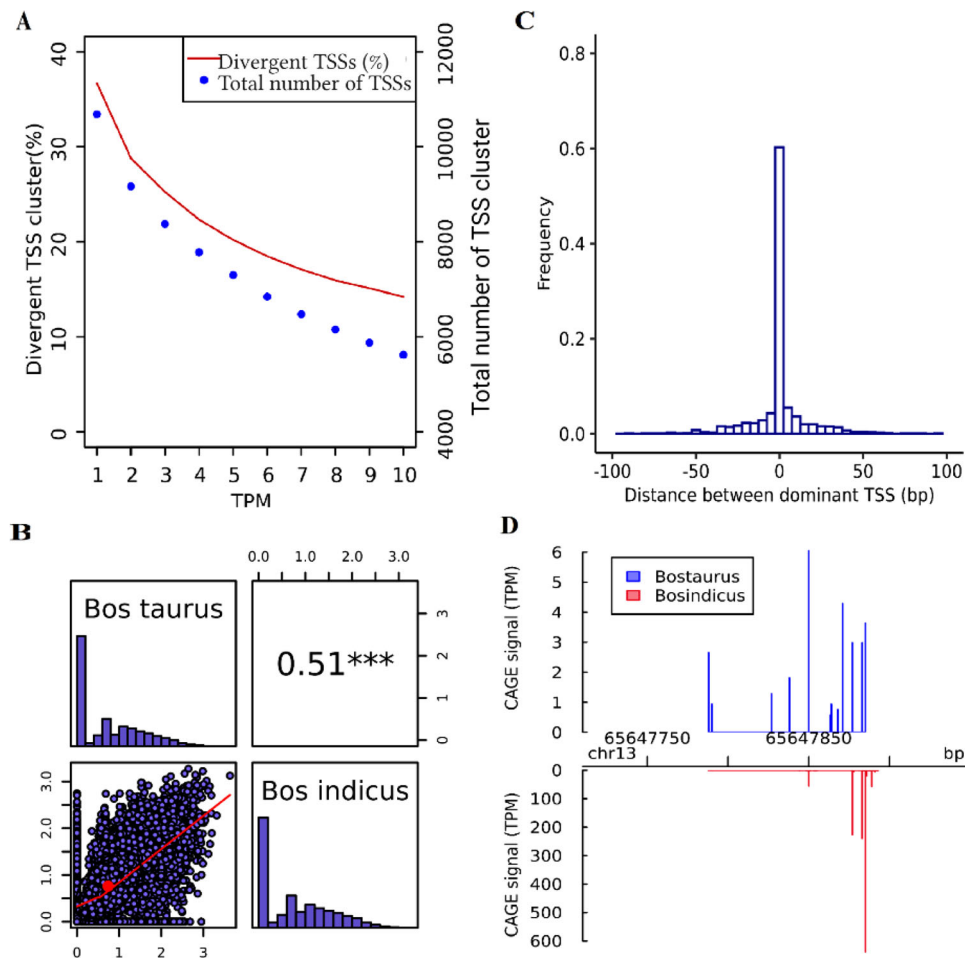 A
Divergent TSSs (%)
Total number of TSSs
40
30
20
10
0
Divergent TSS cluster(%)
12000
10000
8000
6000
4000
Total number of TSS cluster
1 2 3 4 5 6 7 8 9 10
TPM
C
0.8
0.6
0.4
0.2
0.0
Frequency
-100 -50 0 50 100
Distance between dominant TSS (bp)
B
0.0 1.0 2.0 3.0
Bos taurus
0.51***
3
2
1
0
Bos indicus
3.0
2.0
1.0
0.0
0 1 2 3
0 1 2 3
D
Bostaurus
Bosindicus
6
5
4
3
2
1
0
CAGE signal (TPM)
65647750 65647850
chr13 bp
0
100
200
300
400
500
600
CAGE signal (TPM)